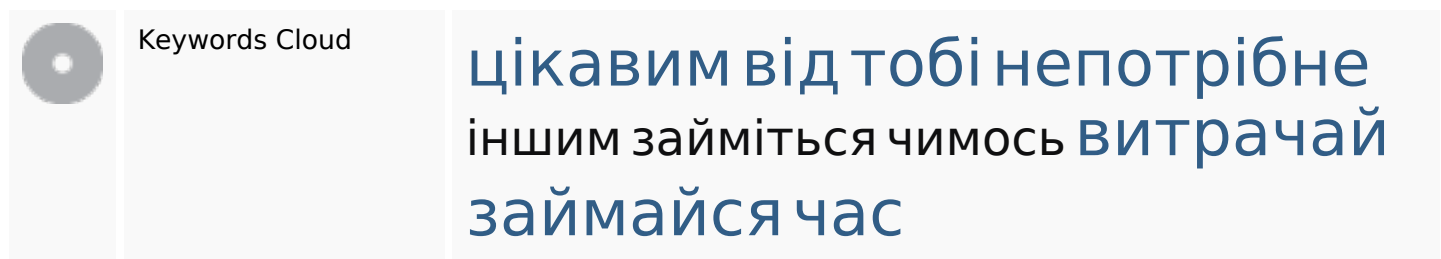 Keywords Cloud
цікавим від тобі непотрібне
іншим займіться чимось витрачай
займайся час